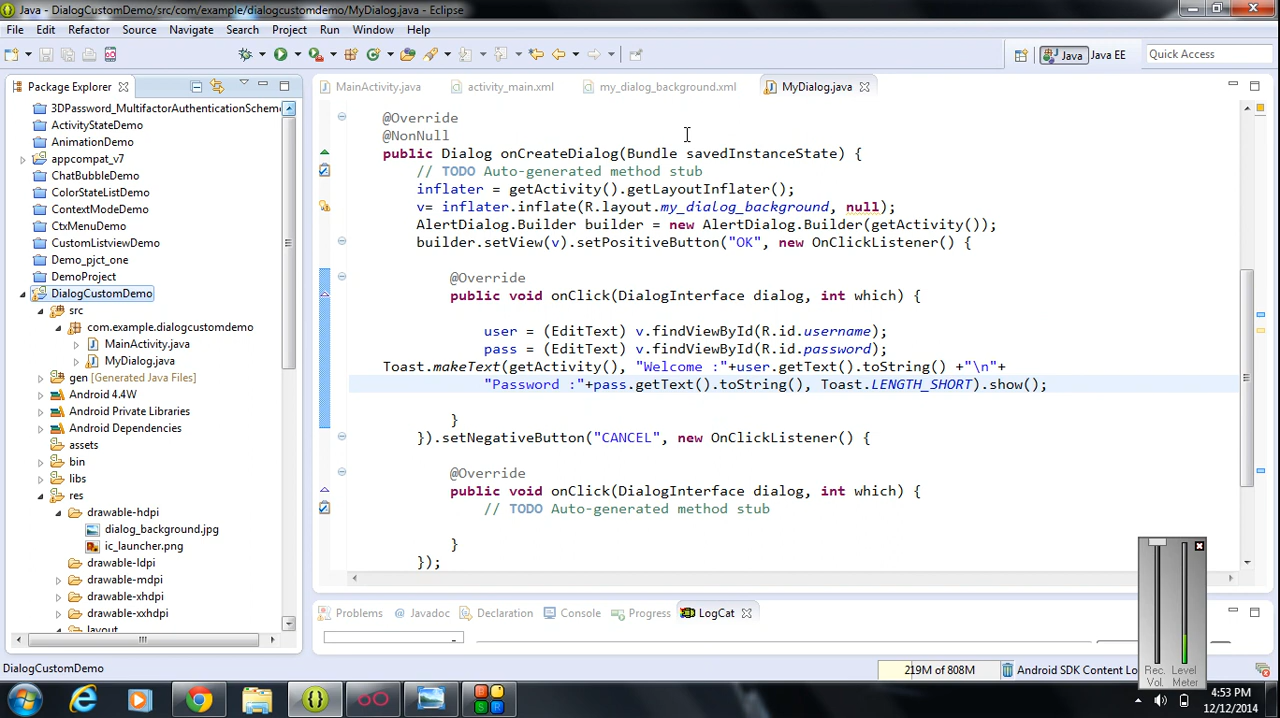 Java - DialogCustomDemo/src/com/example/dialogcustomdemo/MyDialog.java - Eclipse
File Edit Refactor Source Navigate Search Project Run Window Help
Java Java EE Quick Access
Package Explorer
MainActivity.java activity_main.xml my_dialog_background.xml MyDialog.java
3DPassword_MultifactorAuthenticationScheme
ActivityStateDemo
AnimationDemo
appcompat_v7
ChatBubbleDemo
ColorStateListDemo
ContextModeDemo
CtxMenuDemo
CustomListviewDemo
Demo_pjct_one
DemoProject
DialogCustomDemo
src
com.example.dialogcustomdemo
MainActivity.java
MyDialog.java
gen [Generated Java Files]
Android 4.4W
Android Private Libraries
Android Dependencies
assets
bin
libs
res
drawable-hdpi
dialog_background.jpg
ic_launcher.png
drawable-ldpi
drawable-mdpi
drawable-xhdpi
drawable-xxhdpi
layout
@Override
@NonNull
public Dialog onCreateDialog(Bundle savedInstanceState) {
// TODO Auto-generated method stub
inflater = getActivity().getLayoutInflater();
v= inflater.inflate(R.layout.my_dialog_background, null);
AlertDialog.Builder builder = new AlertDialog.Builder(getActivity());
builder.setView(v).setPositiveButton("OK", new OnClickListener() {
@Override
public void onClick(DialogInterface dialog, int which) {
user = (EditText) v.findViewById(R.id.username);
pass = (EditText) v.findViewById(R.id.password);
Toast.makeText(getActivity(), "Welcome :"+user.getText().toString() +"\n"+
"Password :"+pass.getText().toString(), Toast.LENGTH_SHORT).show();
}
}).setNegativeButton("CANCEL", new OnClickListener() {
@Override
public void onClick(DialogInterface dialog, int which) {
// TODO Auto-generated method stub
}
});
Problems Javadoc Declaration Console Progress LogCat
DialogCustomDemo
219M of 808M
Android SDK Content Lo
Rec. Vol. Level Meter
4:53 PM
12/12/2014